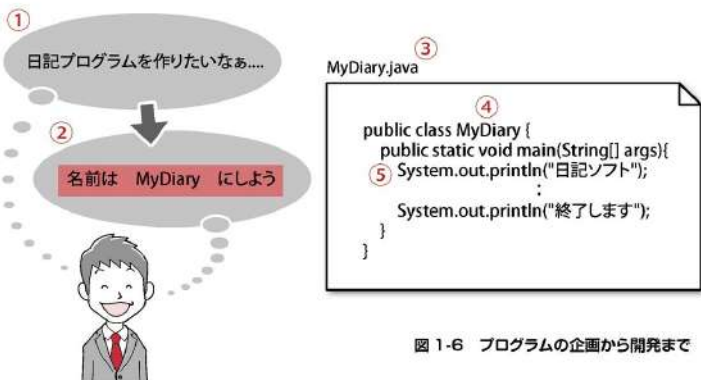 ①
日記プログラムを作りたいなぁ....
②
名前は MyDiary にしよう
③
MyDiary.java
④
public class MyDiary {
public static void main(String[] args){
⑤ System.out.println("日記ソフト");
:
System.out.println("終了します");
}
}
図 1-6 プログラムの企画から開発まで